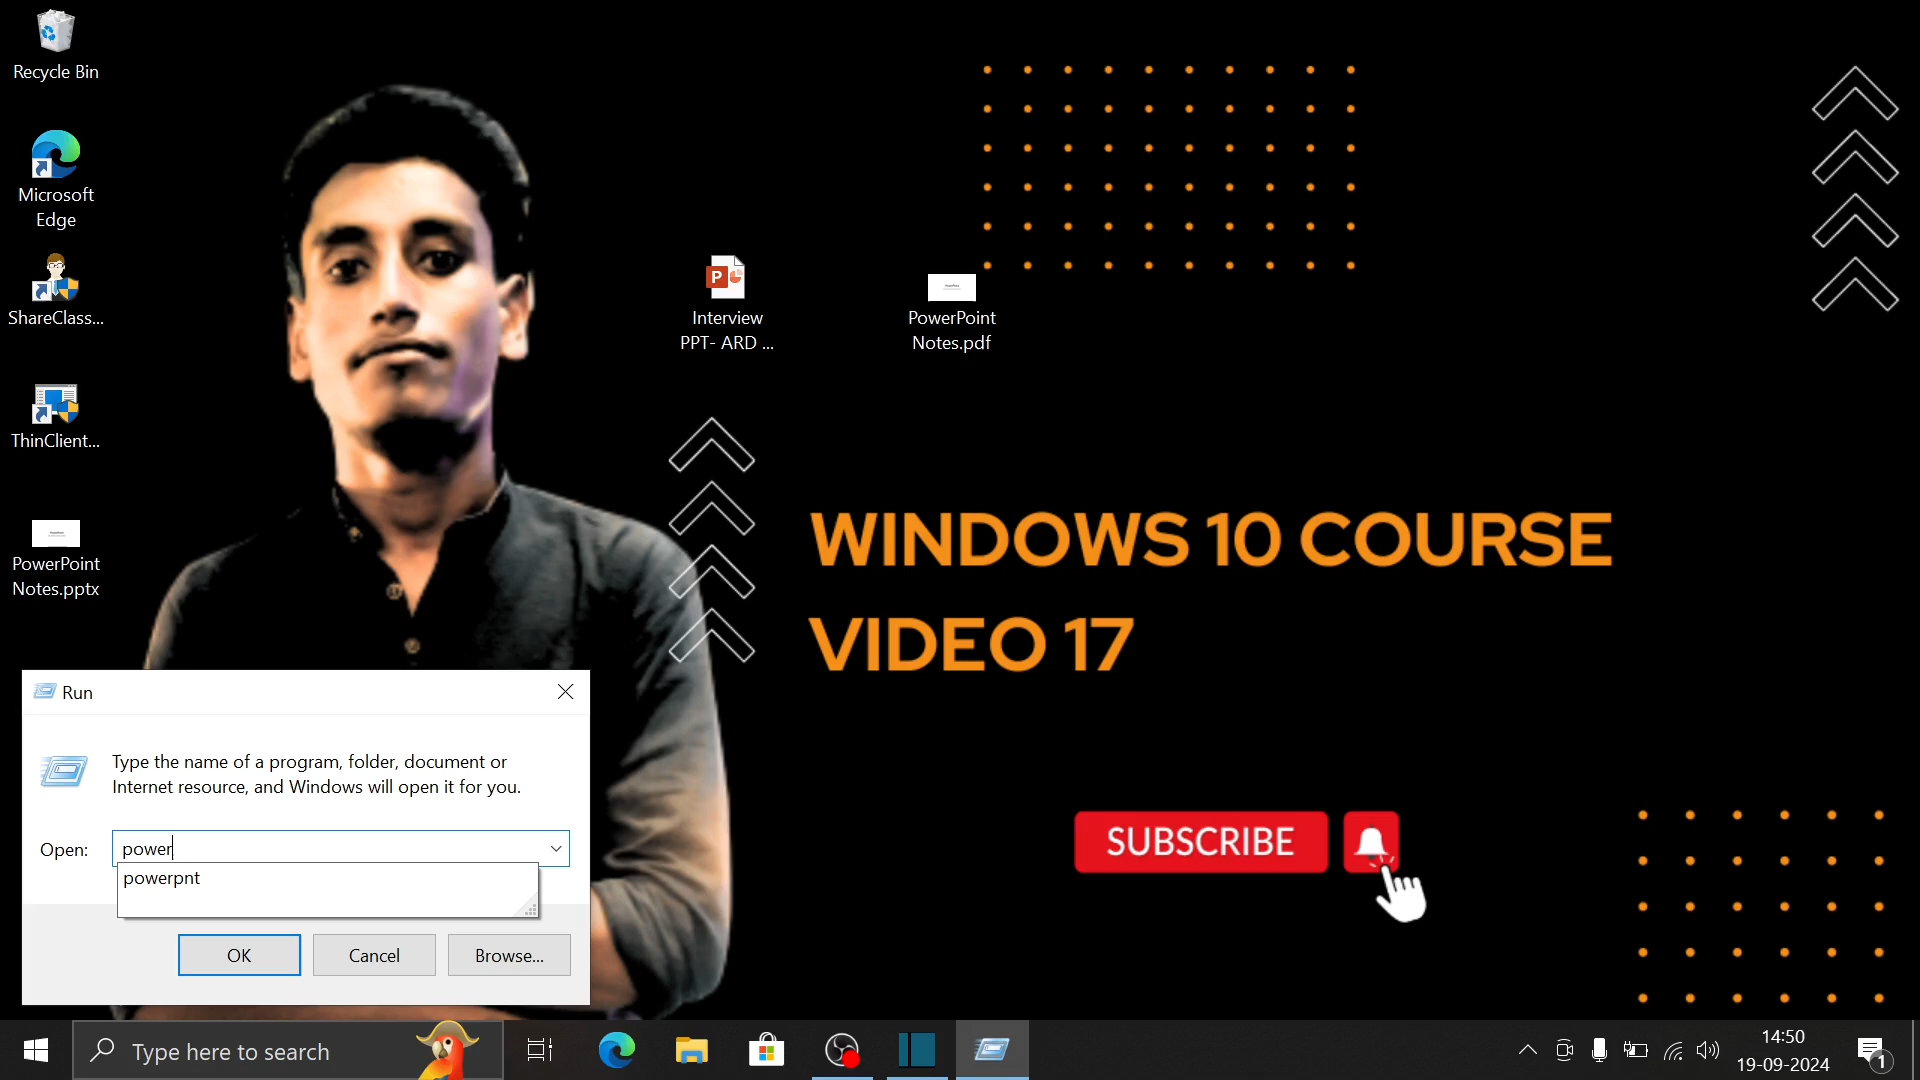 Recycle Bin
Microsoft
Edge
ShareClass...
ThinClient...
PowerPoint
Notes.pptx
Interview
PPT- ARD ...
PowerPoint
Notes.pdf
WINDOWS 10 COURSE
VIDEO 17
SUBSCRIBE
Run
Type the name of a program, folder, document or
Internet resource, and Windows will open it for you.
Open: power
powerpnt
OK Cancel Browse...
Type here to search
14:50
19-09-2024
1